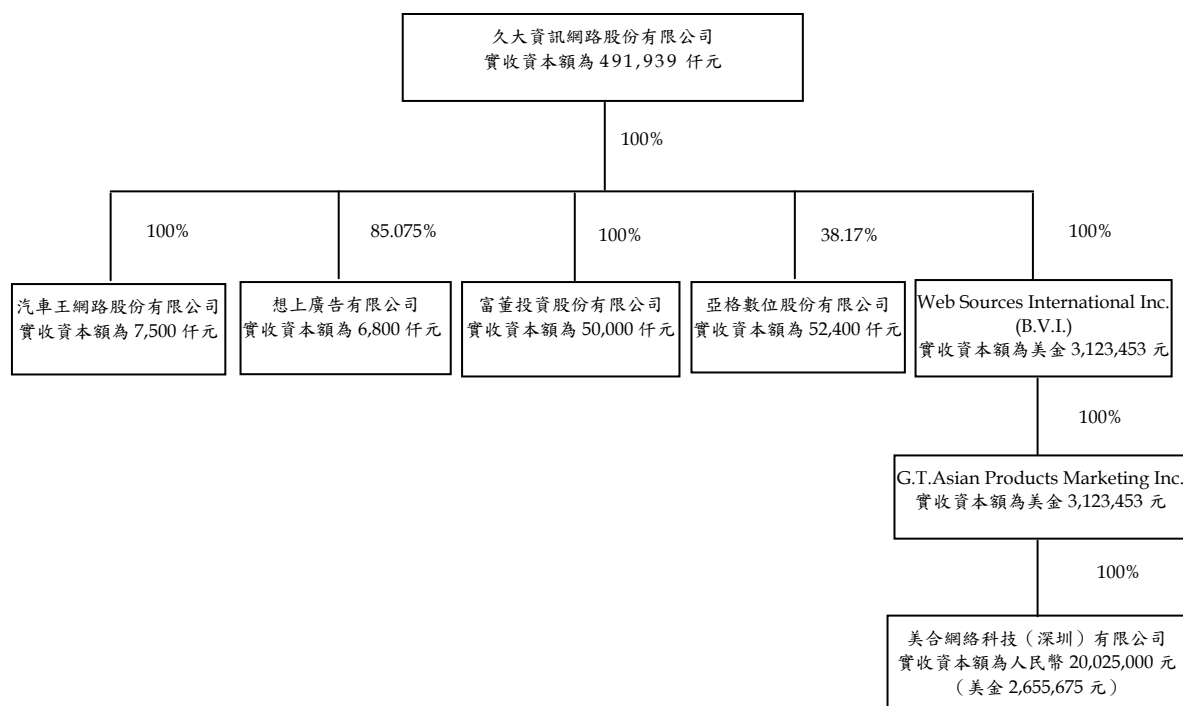 久大資訊網路股份有限公司
實收資本額為 491,939 仟元
100%
100%
85.075%
100%
38.17%
100%
汽車王網路股份有限公司
實收資本額為 7,500 仟元
想上廣告有限公司
實收資本額為 6,800 仟元
富董投資股份有限公司
實收資本額為 50,000 仟元
亞格數位股份有限公司
實收資本額為 52,400 仟元
Web Sources International Inc.
(B.V.I.)
實收資本額為美金 3,123,453 元
100%
G.T.Asian Products Marketing Inc.
實收資本額為美金 3,123,453 元
100%
美合網絡科技（深圳）有限公司
實收資本額為人民幣 20,025,000 元
（美金 2,655,675 元）